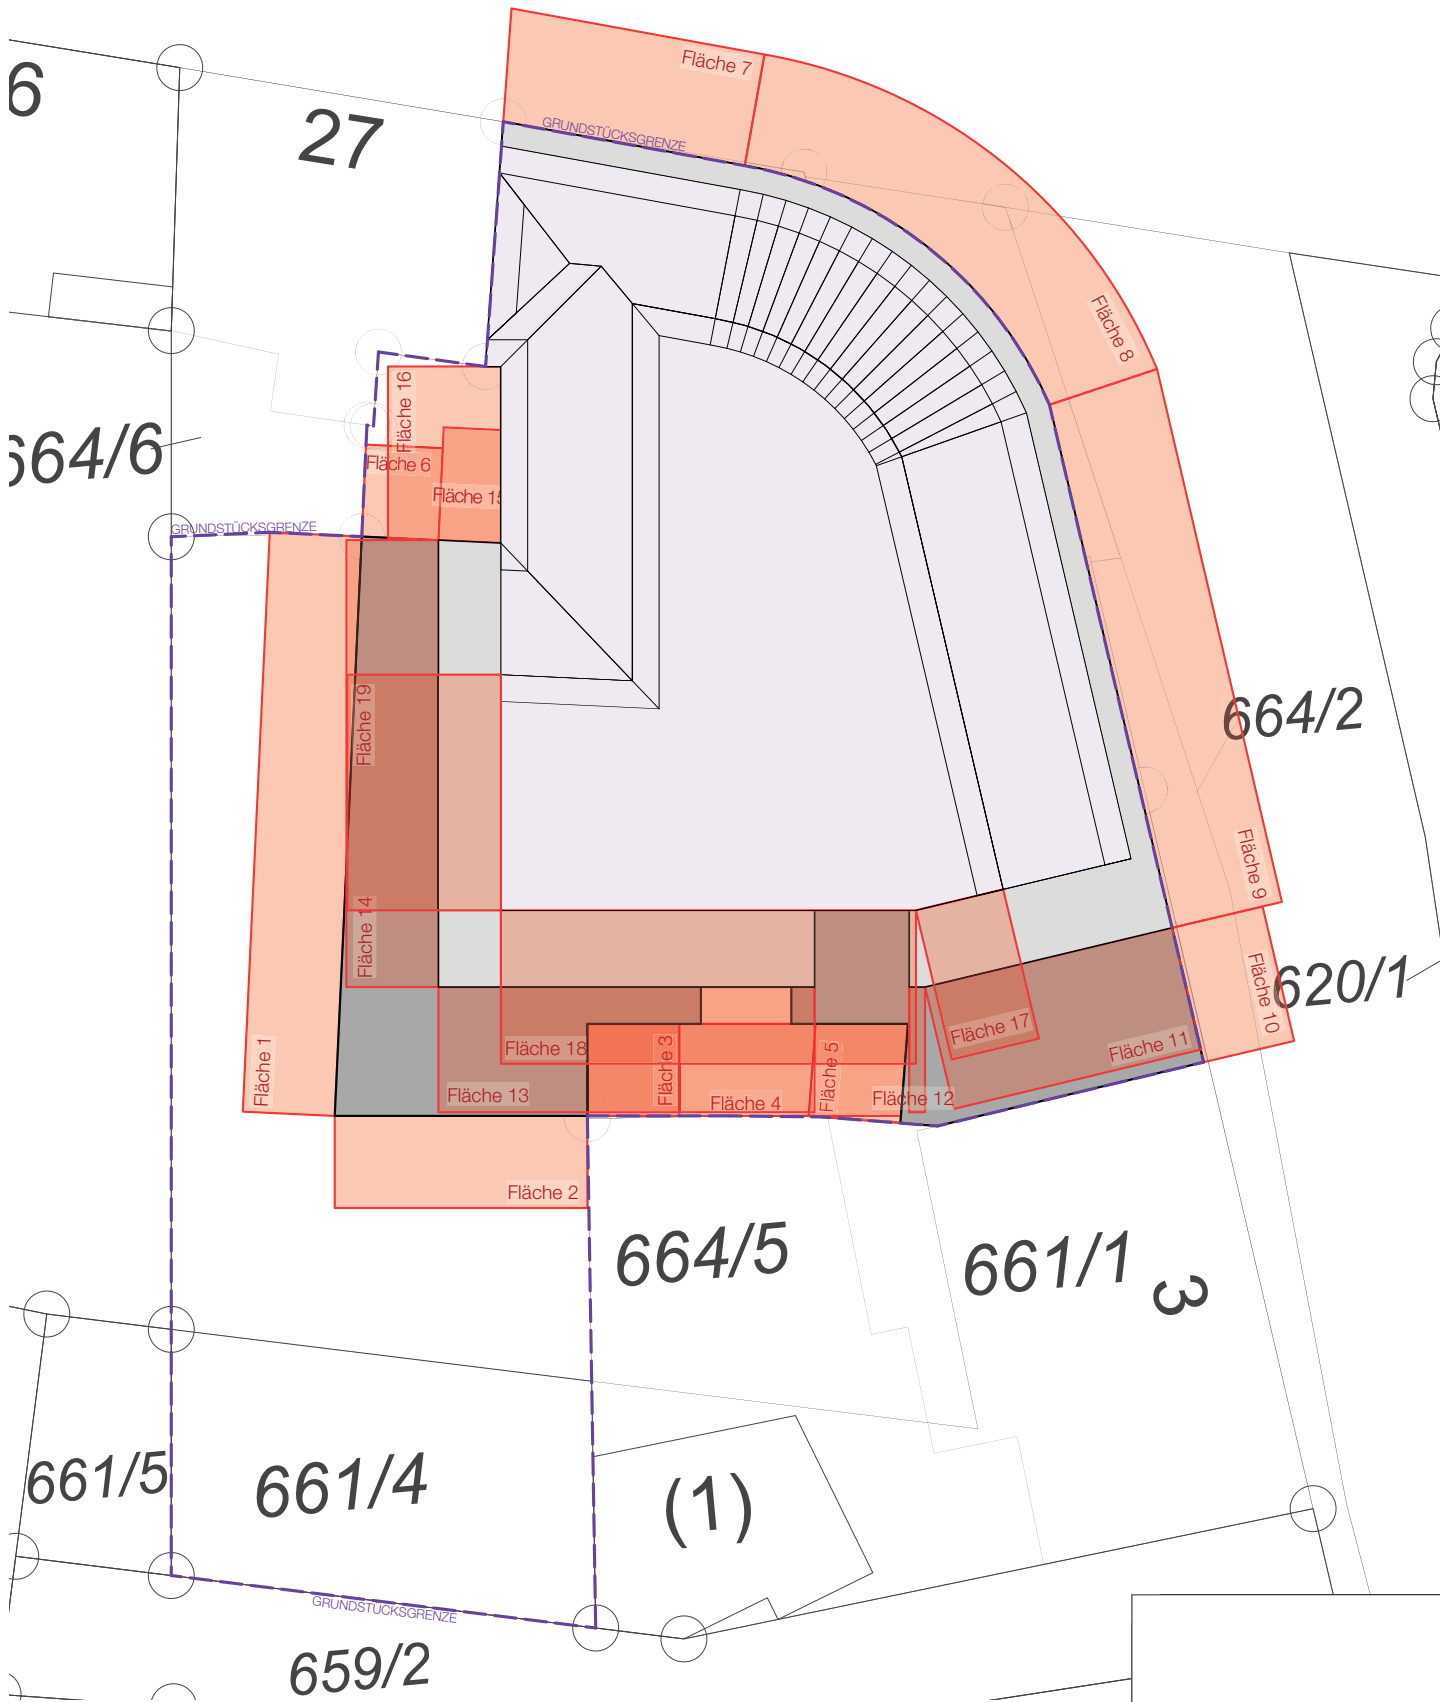 Fläche 7
6
27
GRUNDSTÜCKSGRENZE
Fläche 8
Fläche 16
664/6
Fläche 6
Fläche 15
GRUNDSTÜCKSGRENZE
Fläche 19
664/2
Fläche 9
Fläche 14
Fläche 10
620/1
Fläche 17
Fläche 11
Fläche 18
Fläche 3
Fläche 5
Fläche 1
Fläche 13
Fläche 4
Fläche 12
Fläche 2
664/5
661/1
3
661/5
661/4
(1)
GRUNDSTÜCKSGRENZE
659/2